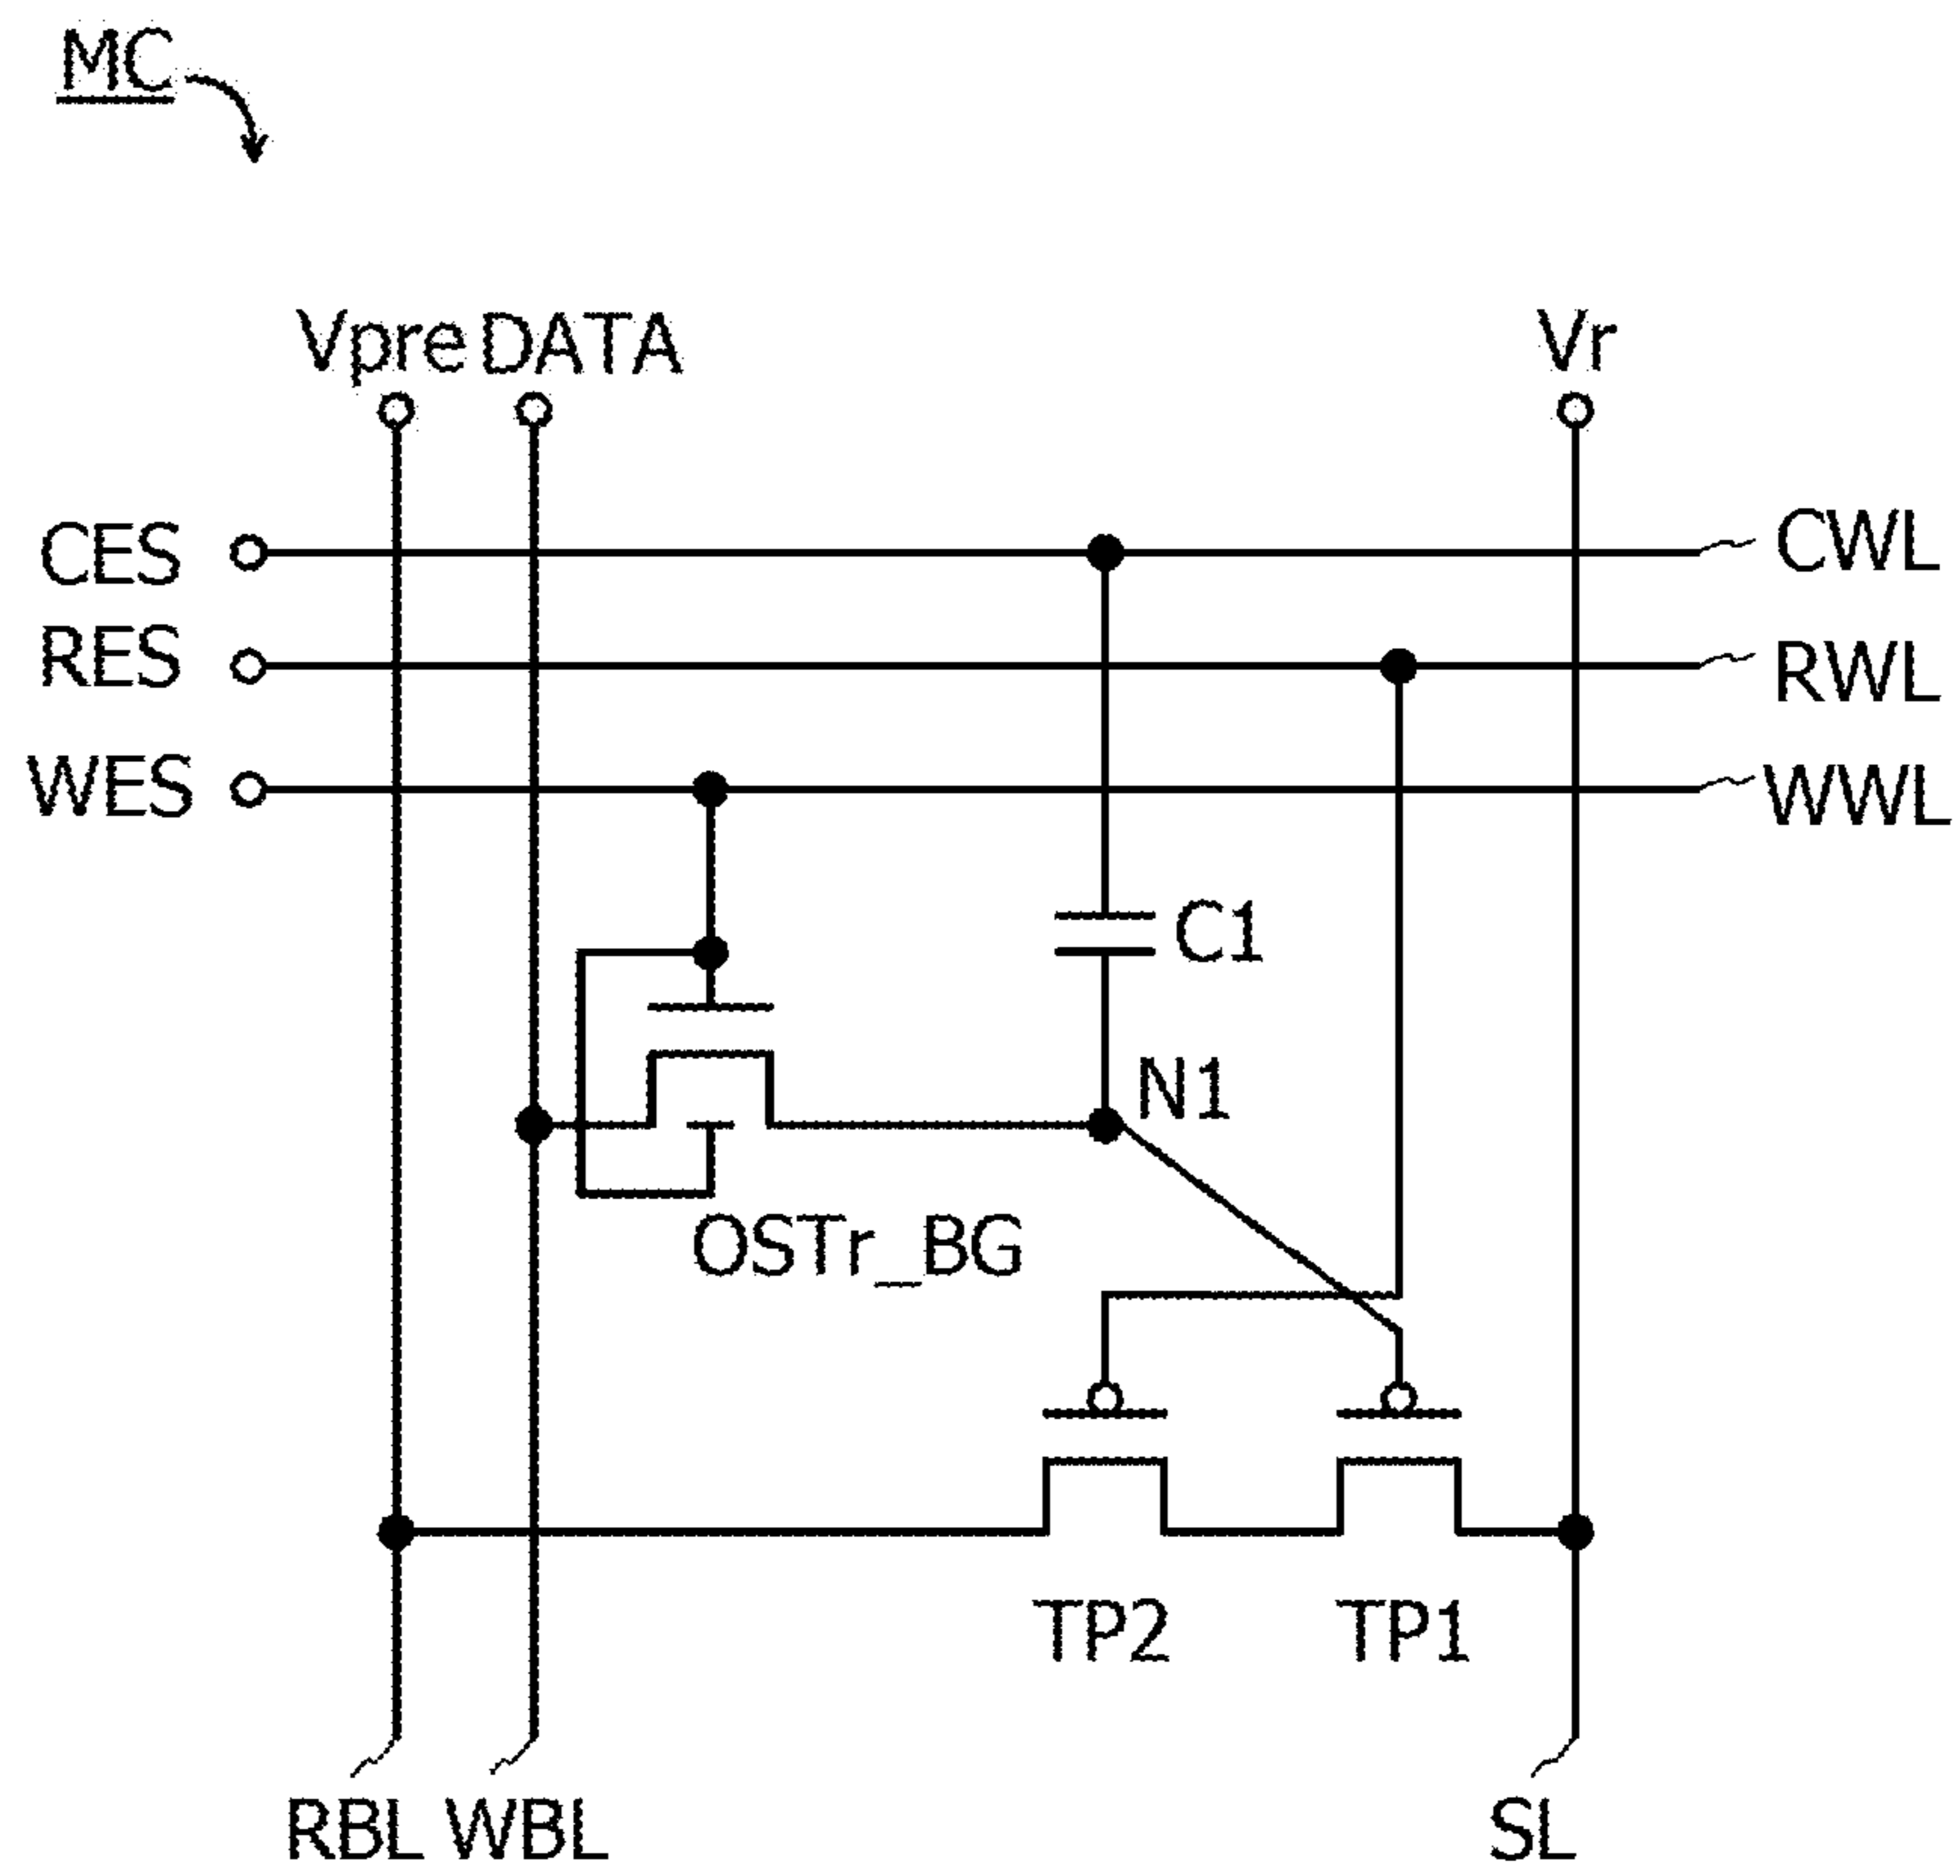 MC
Vpre DATA Vr
CES CWL
RES RWL
WES WWL
C1
N1
OSTr_BG
TP2 TP1
RBL WBL SL